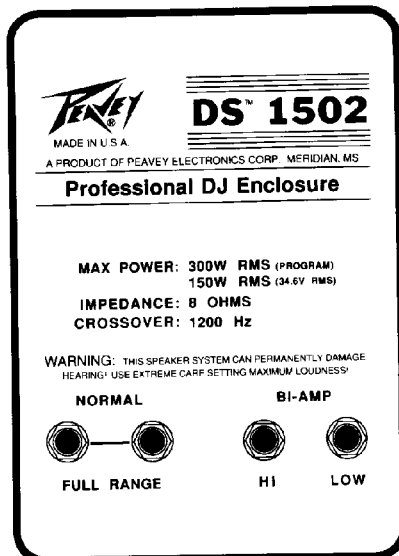 PEAVEY®
DS™ 1502
MADE IN U.S.A.
A PRODUCT OF PEAVEY ELECTRONICS CORP. MERIDIAN, MS
Professional DJ Enclosure
MAX POWER: 300W RMS (PROGRAM)
150W RMS (34.6V RMS)
IMPEDANCE: 8 OHMS
CROSSOVER: 1200 Hz
WARNING: THIS SPEAKER SYSTEM CAN PERMANENTLY DAMAGE
HEARING! USE EXTREME CARE SETTING MAXIMUM LOUDNESS!
NORMAL BI-AMP
FULL RANGE HI LOW